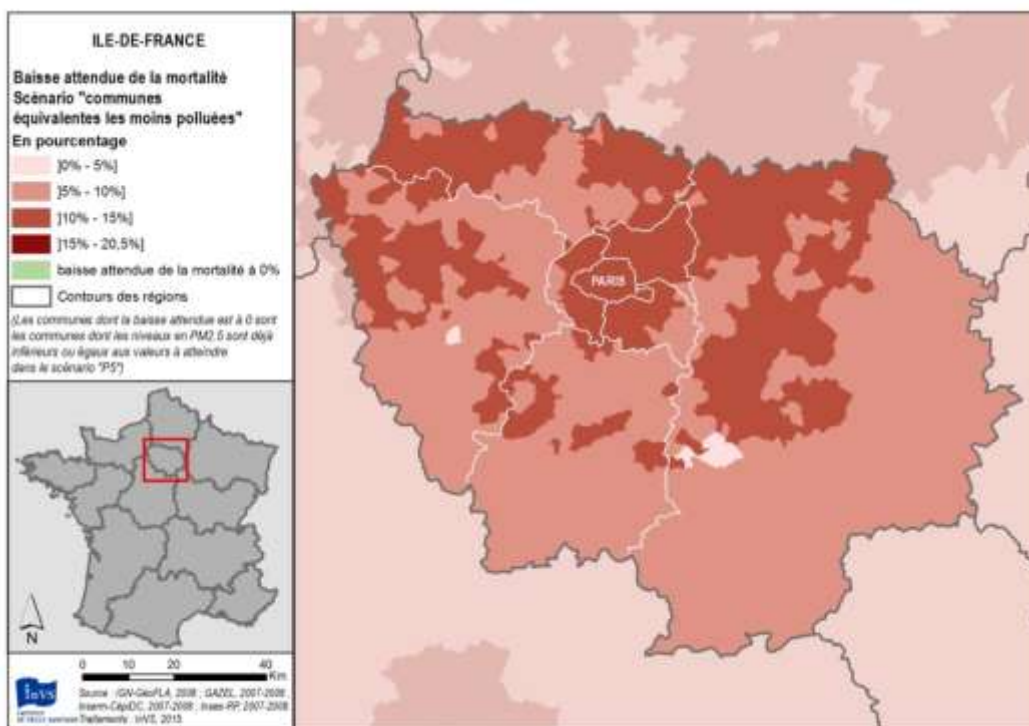 ILE-DE-FRANCE
Baisse attendue de la mortalité
Scénario "communes
équivalentes les moins polluées"
En pourcentage
]0% - 5%]
]5% - 10%]
]10% - 15%]
]15% - 20,5%]
baisse attendue de la mortalité à 0%
Contours des régions
(Les communes dont la baisse attendue est à 0 sont
les communes dont les niveaux en PM2.5 sont déjà
inférieurs ou égaux aux valeurs à atteindre
dans le scénario "P5")
PARIS
N
0 10 20 40
Km
InVS
Source : IGN-GéoFLA, 2008 ; GAZEL, 2007-2008 ;
Inserm-CépiDC, 2007-2008 ; Insee-RP, 2007-2008
Traitements : InVS, 2015